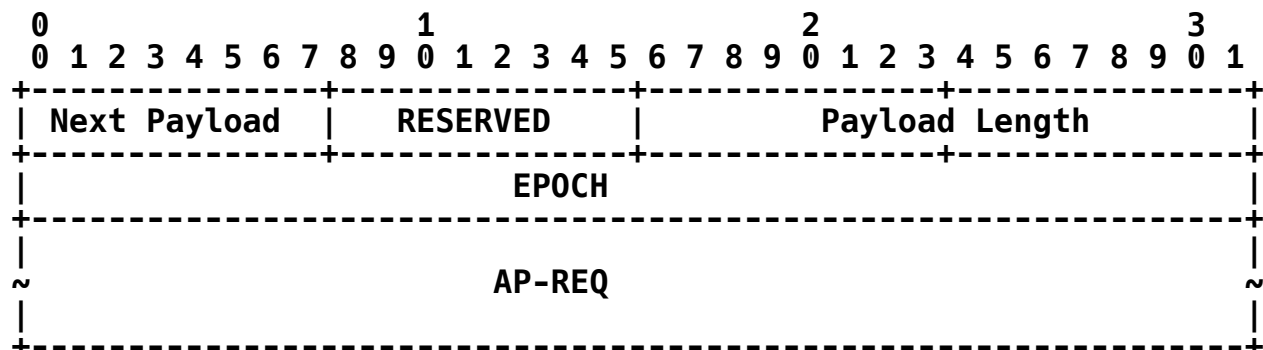 0                   1                   2                   3
 0 1 2 3 4 5 6 7 8 9 0 1 2 3 4 5 6 7 8 9 0 1 2 3 4 5 6 7 8 9 0 1
+---------------+---------------+---------------+---------------+
| Next Payload  |   RESERVED    |         Payload Length        |
+---------------+---------------+---------------+---------------+
|                         EPOCH                                 |
+---------------------------------------------------------------+
|                                                               |
~                        AP-REQ                                 ~
|                                                               |
+---------------------------------------------------------------+